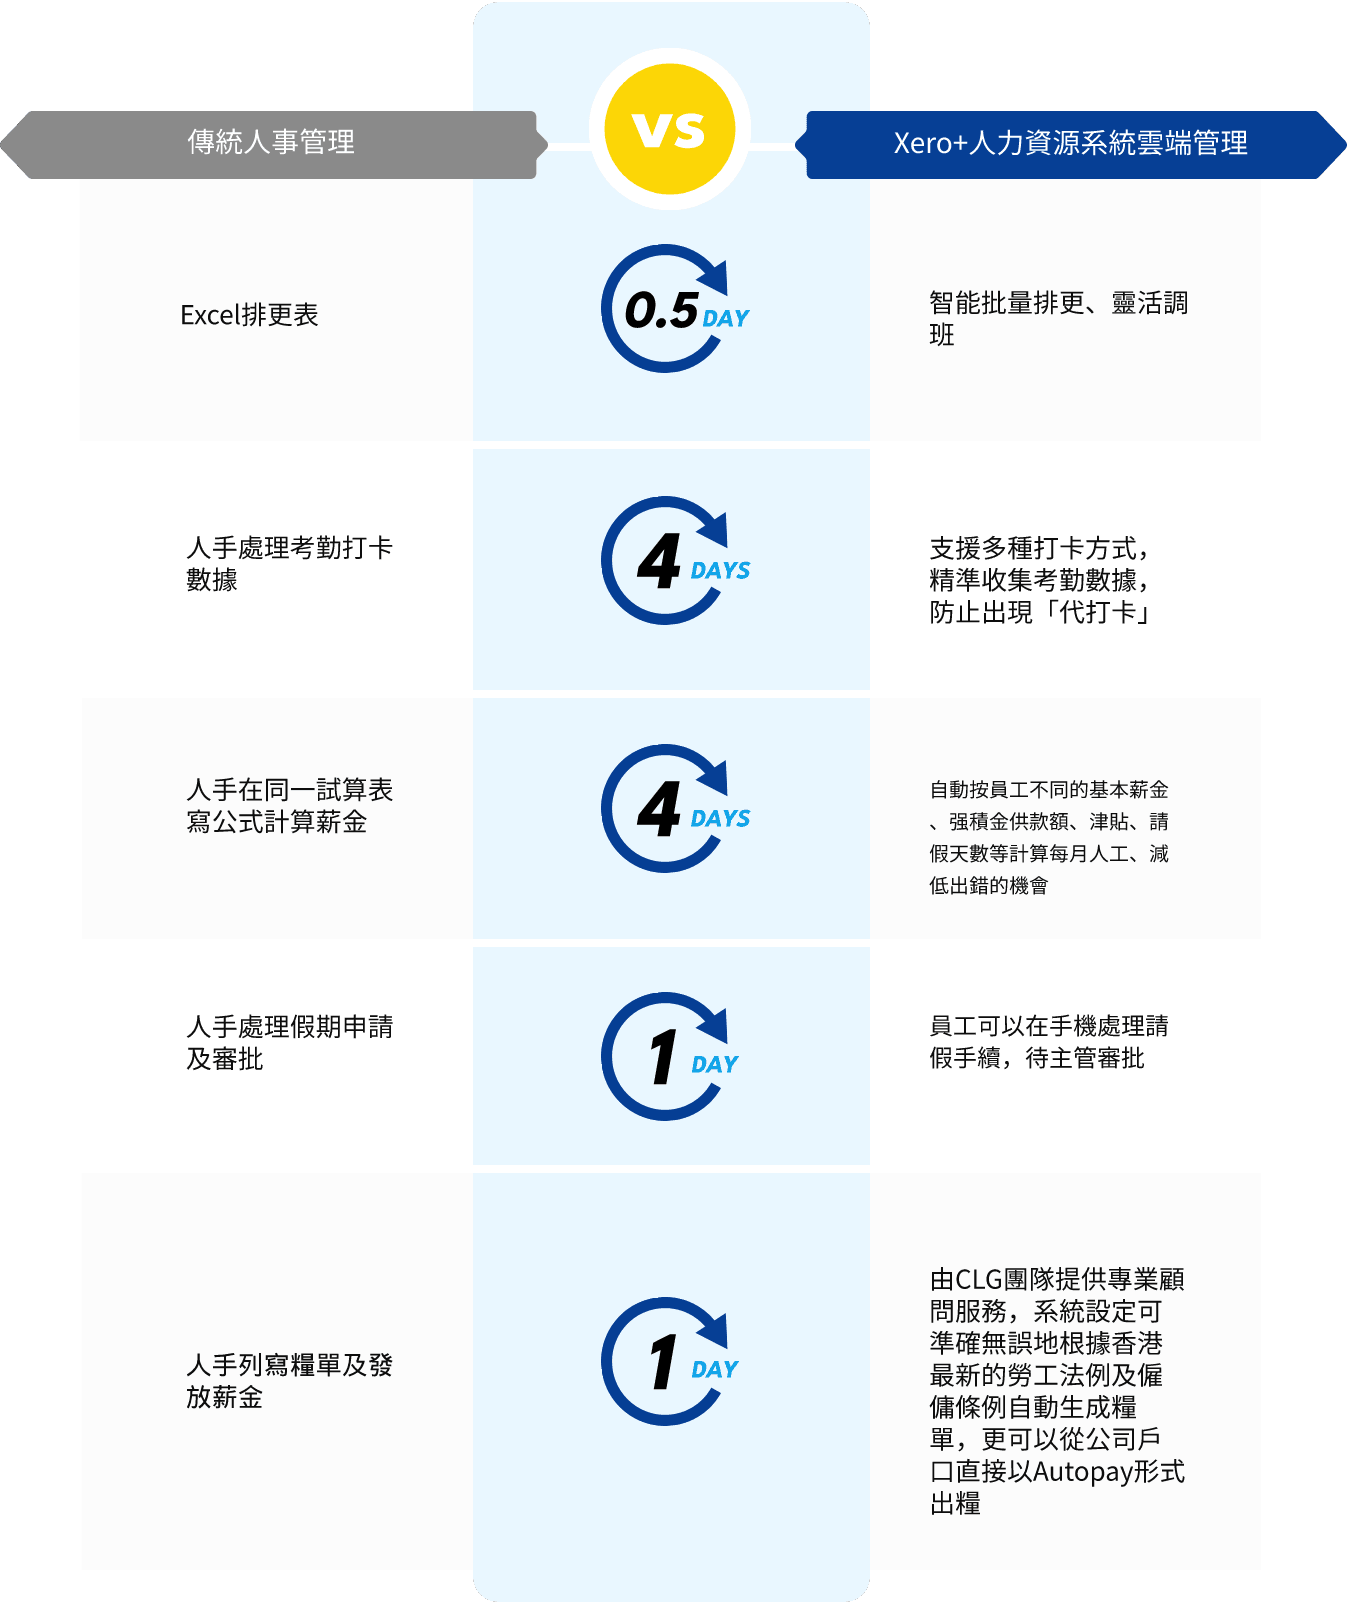 傳統人事管理
VS
Xero+人力資源系統雲端管理
Excel排更表
0.5 DAY
智能批量排更、靈活調
班
人手處理考勤打卡
數據
4 DAYS
支援多種打卡方式，
精準收集考勤數據，
防止出現「代打卡」
人手在同一試算表
寫公式計算薪金
4 DAYS
自動按員工不同的基本薪金
、强積金供款額、津貼、請
假天數等計算每月人工、減
低出錯的機會
人手處理假期申請
及審批
1 DAY
員工可以在手機處理請
假手續，待主管審批
人手列寫糧單及發
放薪金
1 DAY
由CLG團隊提供專業顧
問服務，系統設定可
準確無誤地根據香港
最新的勞工法例及僱
傭條例自動生成糧
單，更可以從公司戶
口直接以Autopay形式
出糧